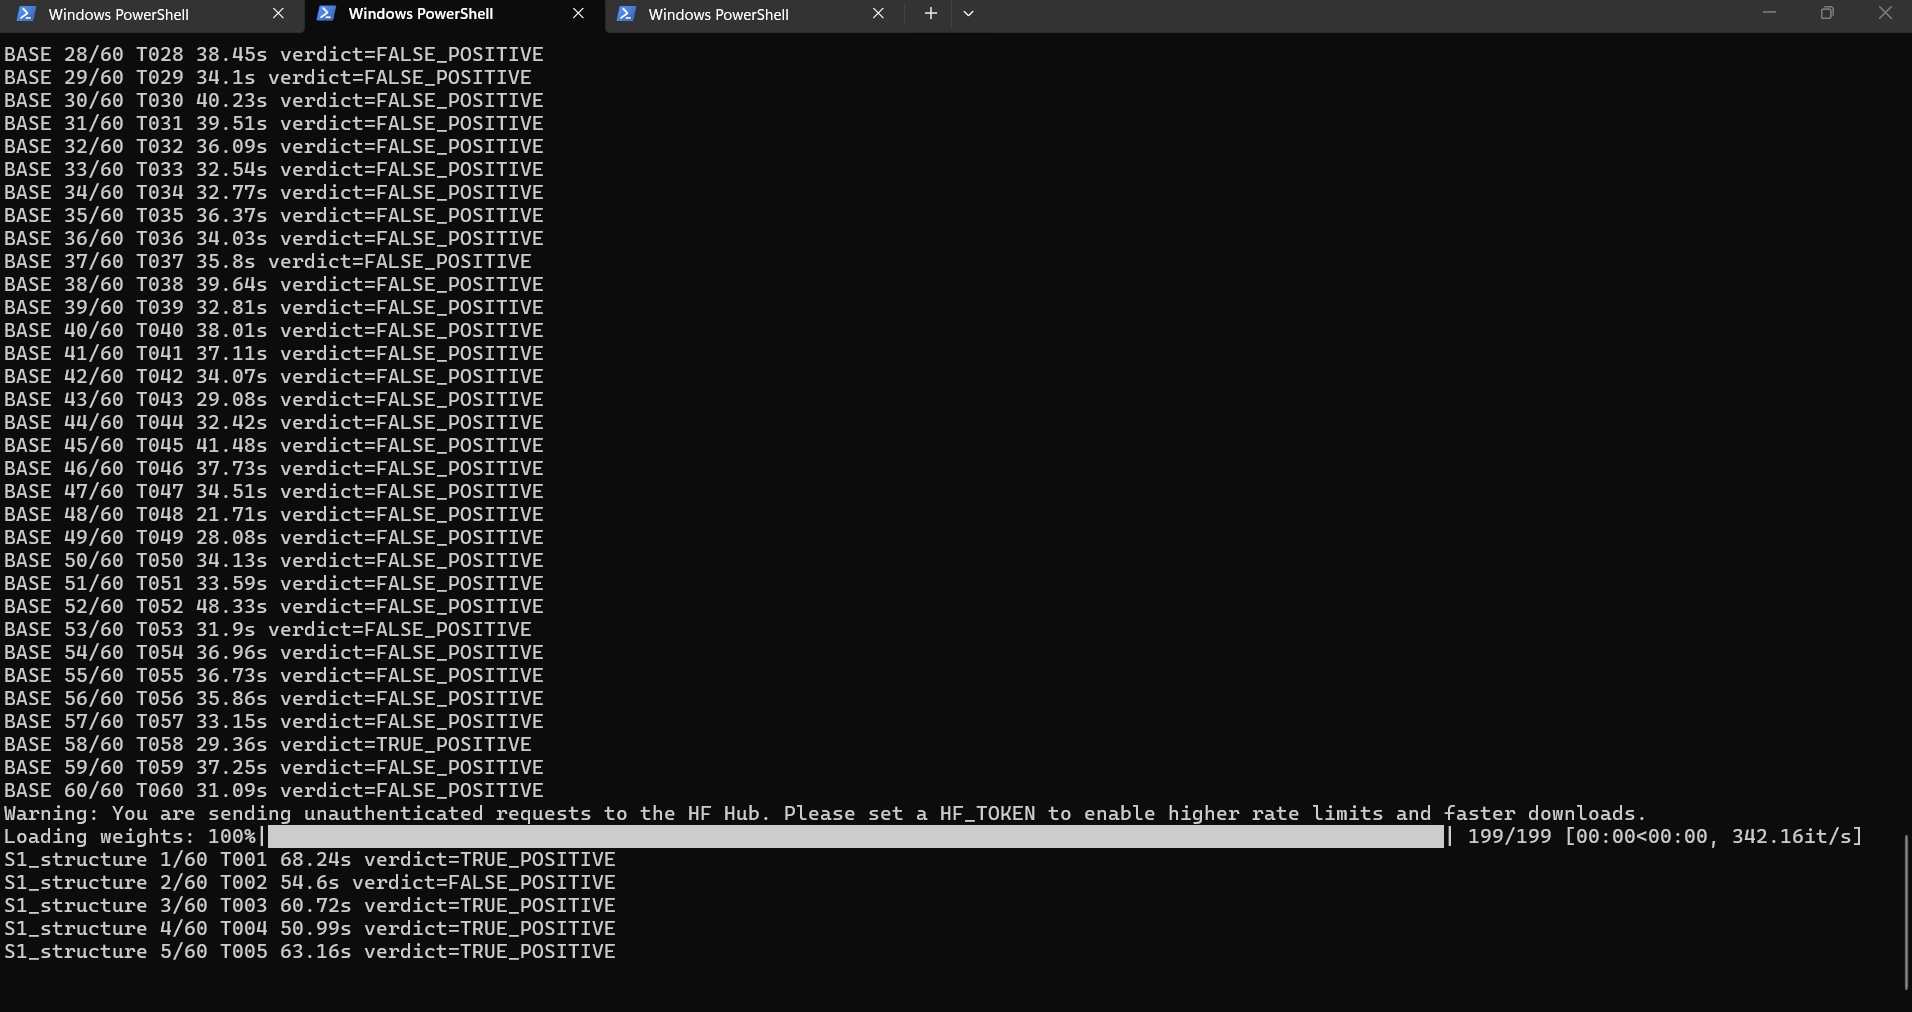 Windows PowerShell
Windows PowerShell
Windows PowerShell
BASE 28/60 T028 38.45s verdict=FALSE_POSITIVE
BASE 29/60 T029 34.1s verdict=FALSE_POSITIVE
BASE 30/60 T030 40.23s verdict=FALSE_POSITIVE
BASE 31/60 T031 39.51s verdict=FALSE_POSITIVE
BASE 32/60 T032 36.09s verdict=FALSE_POSITIVE
BASE 33/60 T033 32.54s verdict=FALSE_POSITIVE
BASE 34/60 T034 32.77s verdict=FALSE_POSITIVE
BASE 35/60 T035 36.37s verdict=FALSE_POSITIVE
BASE 36/60 T036 34.03s verdict=FALSE_POSITIVE
BASE 37/60 T037 35.8s verdict=FALSE_POSITIVE
BASE 38/60 T038 39.64s verdict=FALSE_POSITIVE
BASE 39/60 T039 32.81s verdict=FALSE_POSITIVE
BASE 40/60 T040 38.01s verdict=FALSE_POSITIVE
BASE 41/60 T041 37.11s verdict=FALSE_POSITIVE
BASE 42/60 T042 34.07s verdict=FALSE_POSITIVE
BASE 43/60 T043 29.08s verdict=FALSE_POSITIVE
BASE 44/60 T044 32.42s verdict=FALSE_POSITIVE
BASE 45/60 T045 41.48s verdict=FALSE_POSITIVE
BASE 46/60 T046 37.73s verdict=FALSE_POSITIVE
BASE 47/60 T047 34.51s verdict=FALSE_POSITIVE
BASE 48/60 T048 21.71s verdict=FALSE_POSITIVE
BASE 49/60 T049 28.08s verdict=FALSE_POSITIVE
BASE 50/60 T050 34.13s verdict=FALSE_POSITIVE
BASE 51/60 T051 33.59s verdict=FALSE_POSITIVE
BASE 52/60 T052 48.33s verdict=FALSE_POSITIVE
BASE 53/60 T053 31.9s verdict=FALSE_POSITIVE
BASE 54/60 T054 36.96s verdict=FALSE_POSITIVE
BASE 55/60 T055 36.73s verdict=FALSE_POSITIVE
BASE 56/60 T056 35.86s verdict=FALSE_POSITIVE
BASE 57/60 T057 33.15s verdict=FALSE_POSITIVE
BASE 58/60 T058 29.36s verdict=TRUE_POSITIVE
BASE 59/60 T059 37.25s verdict=FALSE_POSITIVE
BASE 60/60 T060 31.09s verdict=FALSE_POSITIVE
Warning: You are sending unauthenticated requests to the HF Hub. Please set a HF_TOKEN to enable higher rate limits and faster downloads.
Loading weights: 100%| | 199/199 [00:00<00:00, 342.16it/s]
S1_structure 1/60 T001 68.24s verdict=TRUE_POSITIVE
S1_structure 2/60 T002 54.6s verdict=FALSE_POSITIVE
S1_structure 3/60 T003 60.72s verdict=TRUE_POSITIVE
S1_structure 4/60 T004 50.99s verdict=TRUE_POSITIVE
S1_structure 5/60 T005 63.16s verdict=TRUE_POSITIVE